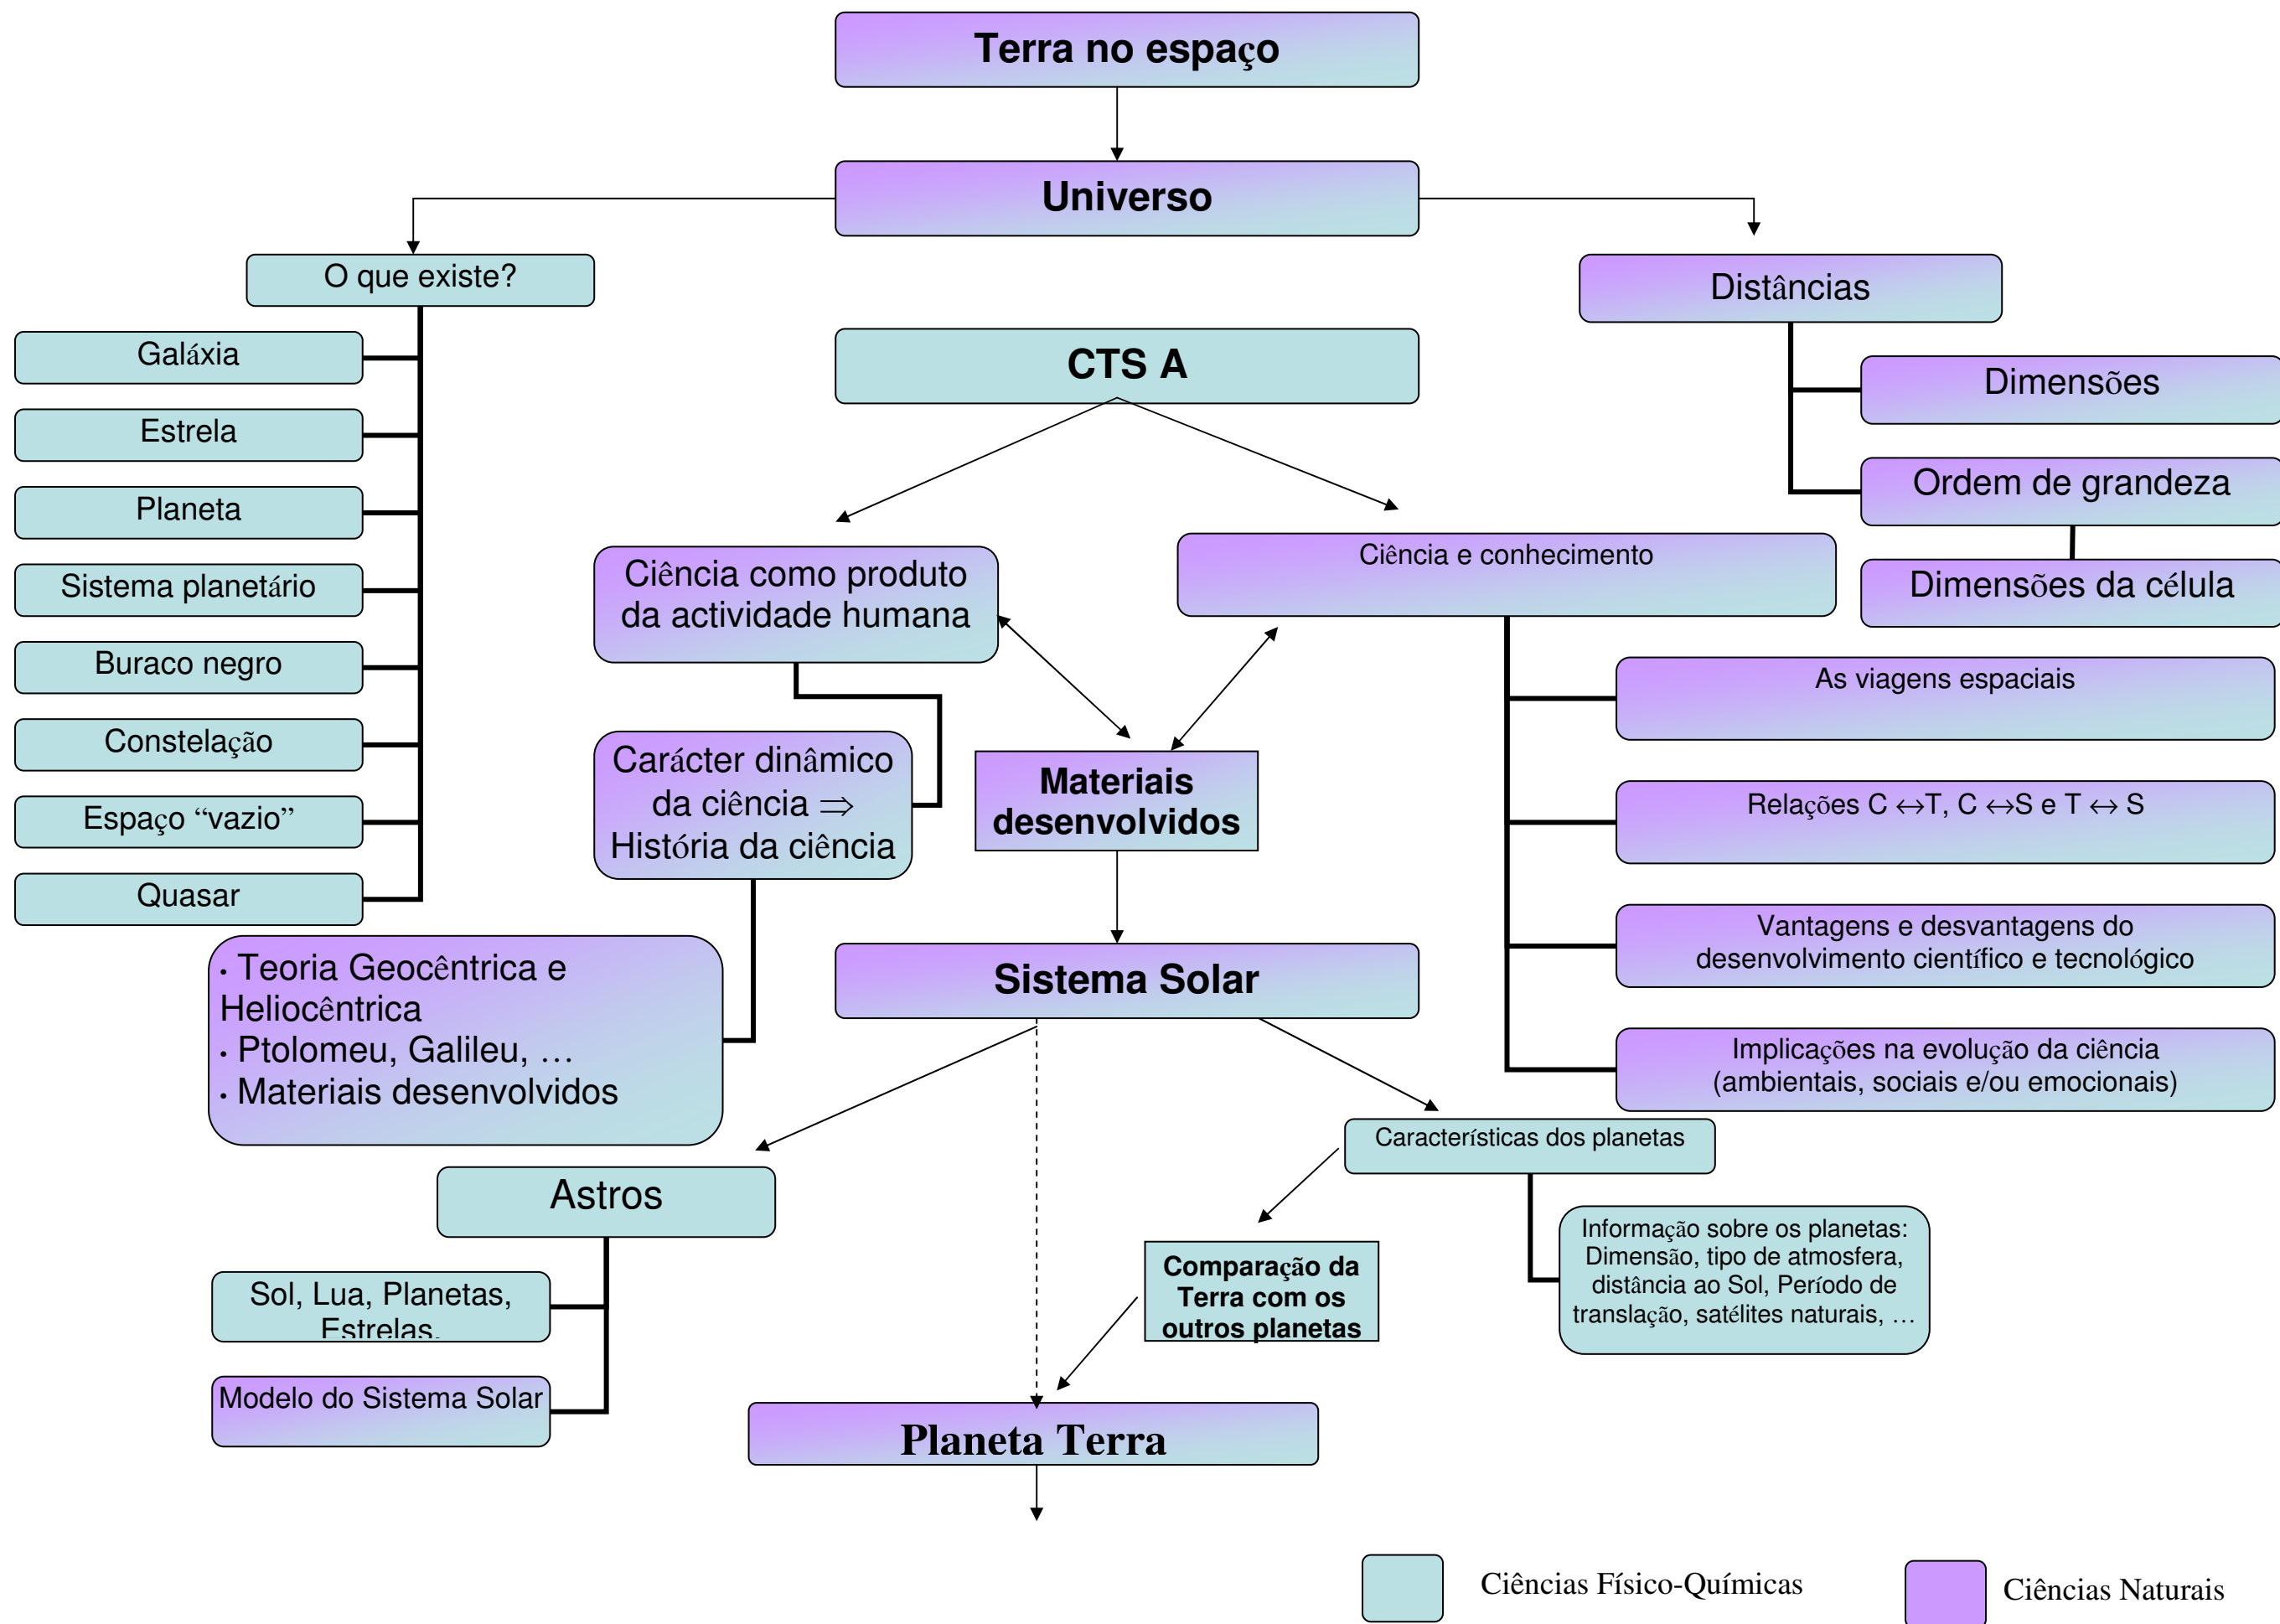 Terra no espaço
Universo
O que existe?
Galáxia
Estrela
Planeta
Sistema planetário
Buraco negro
Constelação
Espaço “vazio”
Quasar
Distâncias
Dimensões
Ordem de grandeza
Dimensões da célula
CTS A
Ciência como produto
da actividade humana
Carácter dinâmico
da ciência ⇒
História da ciência
· Teoria Geocêntrica e
Heliocêntrica
· Ptolomeu, Galileu, …
· Materiais desenvolvidos
Ciência e conhecimento
As viagens espaciais
Relações C ↔T, C ↔S e T ↔ S
Vantagens e desvantagens do
desenvolvimento científico e tecnológico
Implicações na evolução da ciência
(ambientais, sociais e/ou emocionais)
Materiais
desenvolvidos
Sistema Solar
Astros
Sol, Lua, Planetas,
Estrelas.
Modelo do Sistema Solar
Características dos planetas
Informação sobre os planetas:
Dimensão, tipo de atmosfera,
distância ao Sol, Período de
translação, satélites naturais, …
Comparação da
Terra com os
outros planetas
Planeta Terra
Ciências Físico-Químicas
Ciências Naturais